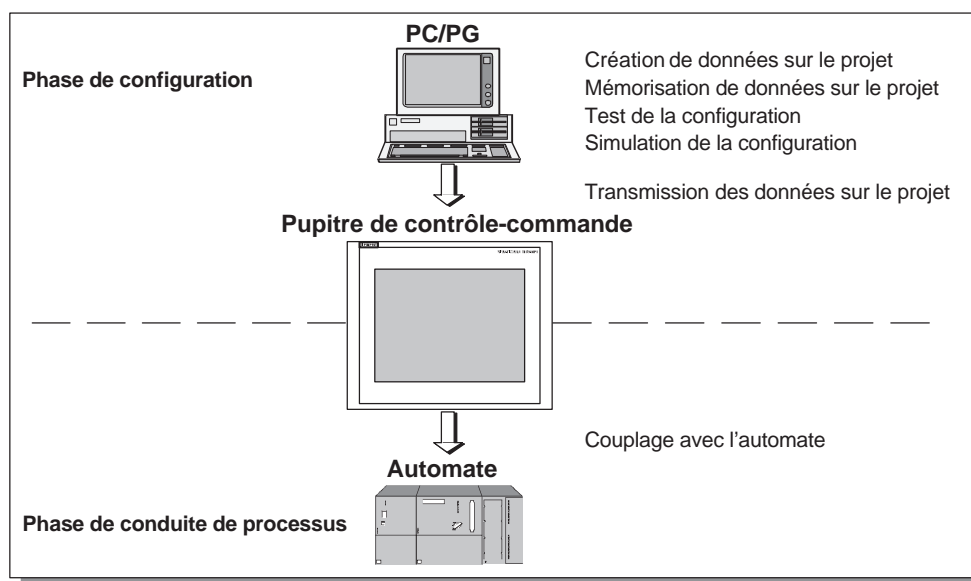 PC/PG
Phase de configuration
Création de données sur le projet
Mémorisation de données sur le projet
Test de la configuration
Simulation de la configuration
Transmission des données sur le projet
Pupitre de contrôle-commande
Couplage avec l'automate
Automate
Phase de conduite de processus